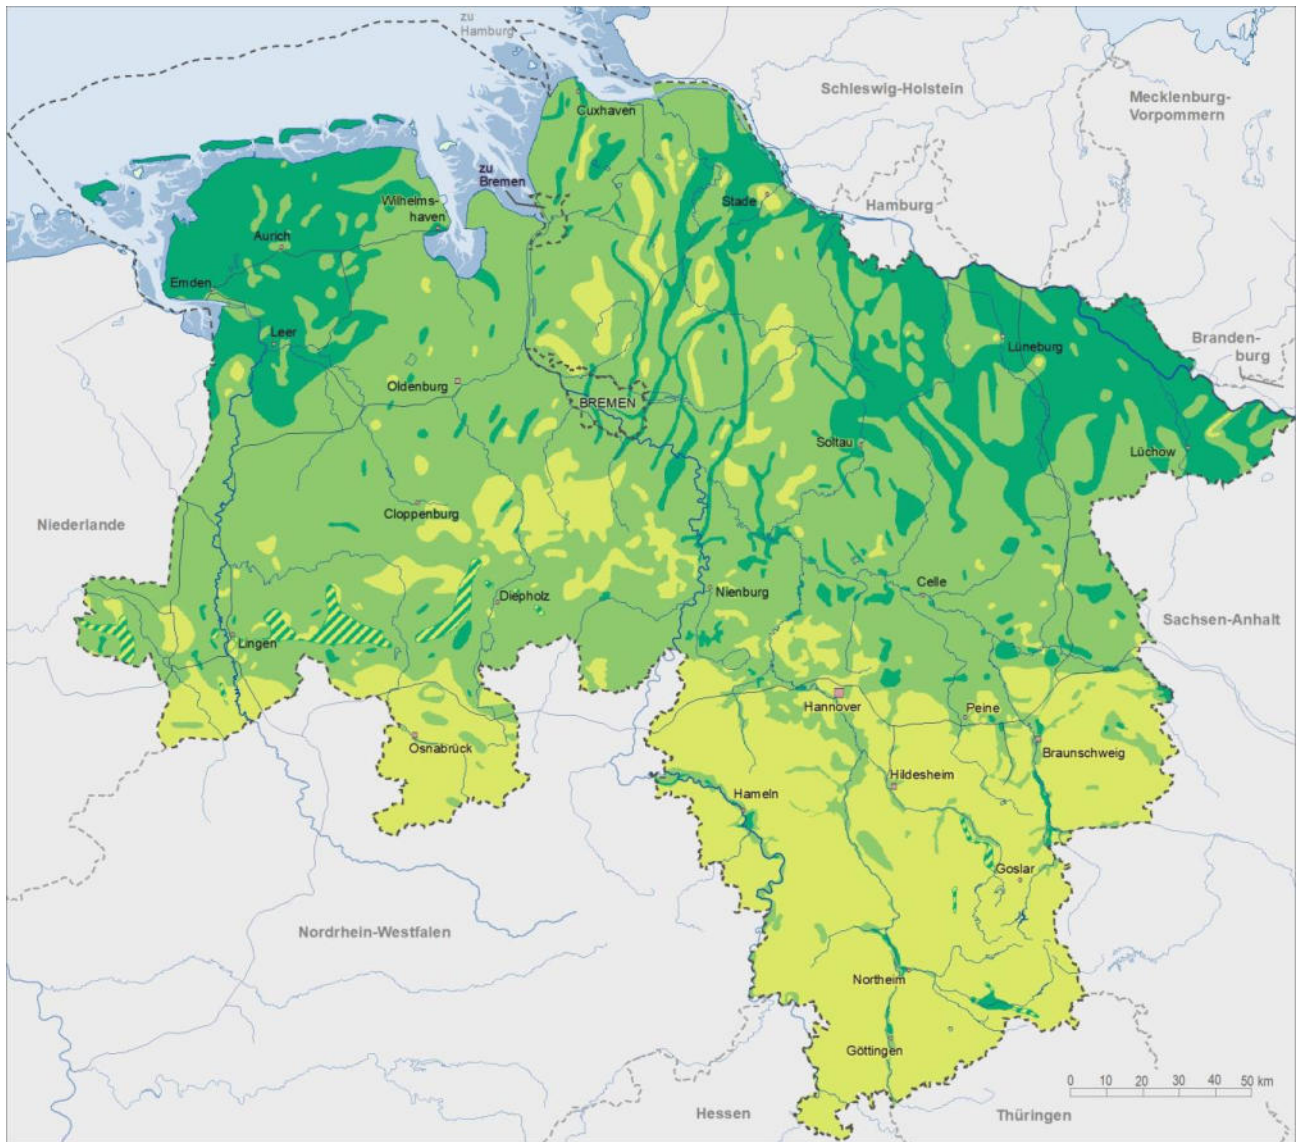 zu
Hamburg
Schleswig-Holstein
Mecklenburg-
Vorpommern
Cuxhaven
zu
Bremen
Wilhelms-
haven
Stade
Hamburg
Aurich
Emden
Leer
Lüneburg
Branden-
burg
Oldenburg
BREMEN
Soltau
Lüchow
Cloppenburg
Niederlande
Celle
Nienburg
Diepholz
Sachsen-Anhalt
Lingen
Hannover
Peine
Osnabrück
Braunschweig
Hildesheim
Hameln
Goslar
Nordrhein-Westfalen
Northeim
Göttingen
0 10 20 30 40 50 km
Hessen
Thüringen